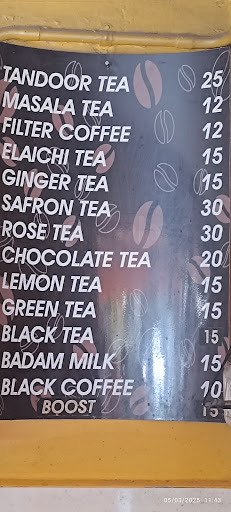 TANDOOR TEA 25
MASALA TEA 12
FILTER COFFEE 12
ELAICHI TEA 15
GINGER TEA 15
SAFRON TEA 30
ROSE TEA 30
CHOCOLATE TEA 20
LEMON TEA 15
GREEN TEA 15
BLACK TEA 15
BADAM MILK 15
BLACK COFFEE 10
BOOST 15
05/03/2025 11:43